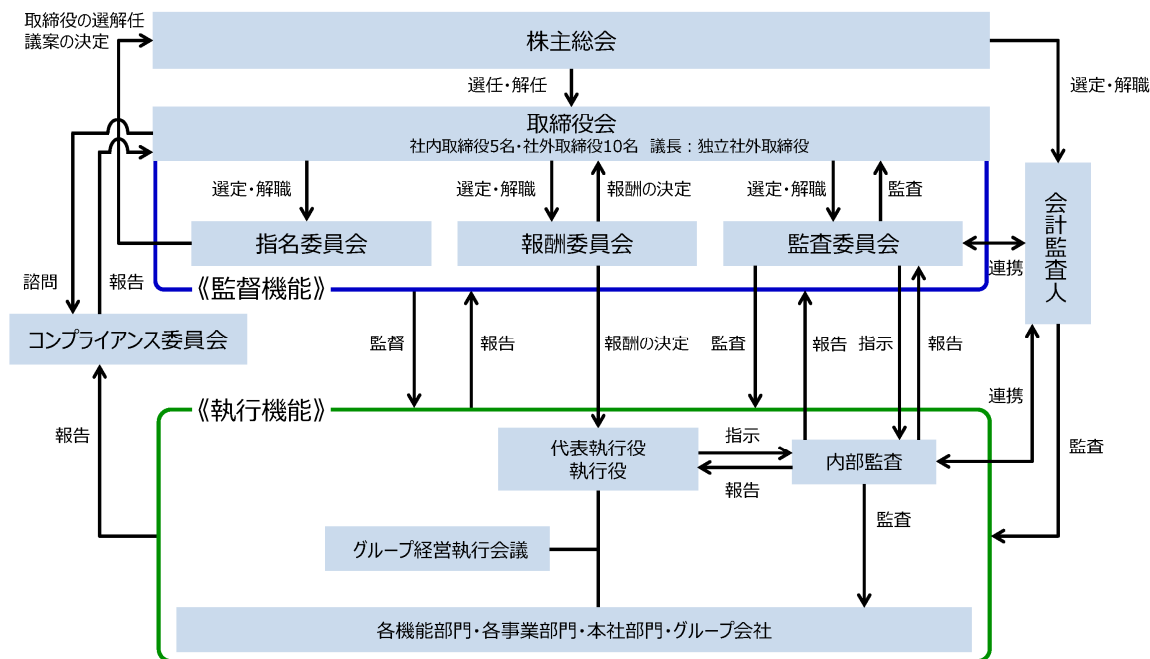 取締役の選解任
議案の決定
株主総会
選任・解任
選定・解職
取締役会
社内取締役5名・社外取締役10名 議長：独立社外取締役
選定・解職
選定・解職
報酬の決定
選定・解職
監査
指名委員会
報酬委員会
監査委員会
会計監査人
連携
諮問
報告
《監督機能》
コンプライアンス委員会
監督
報告
報酬の決定
監査
報告
指示
報告
連携
《執行機能》
報告
代表執行役
執行役
指示
報告
内部監査
監査
監査
グループ経営執行会議
各機能部門・各事業部門・本社部門・グループ会社